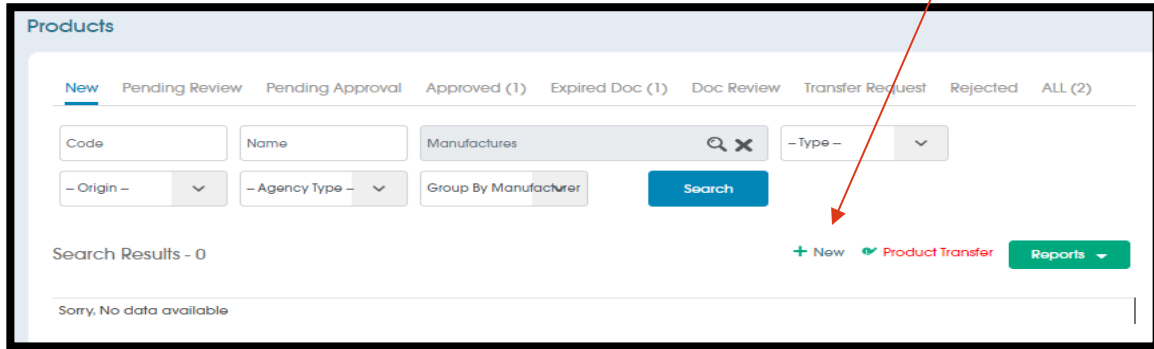 Products
New Pending Review Pending Approval Approved (1) Expired Doc (1) Doc Review Transfer Request Rejected ALL (2)
Code Name Manufactures – Type –
– Origin – – Agency Type – Group By Manufacturer Search
Search Results - 0 + New Product Transfer Reports
Sorry, No data available